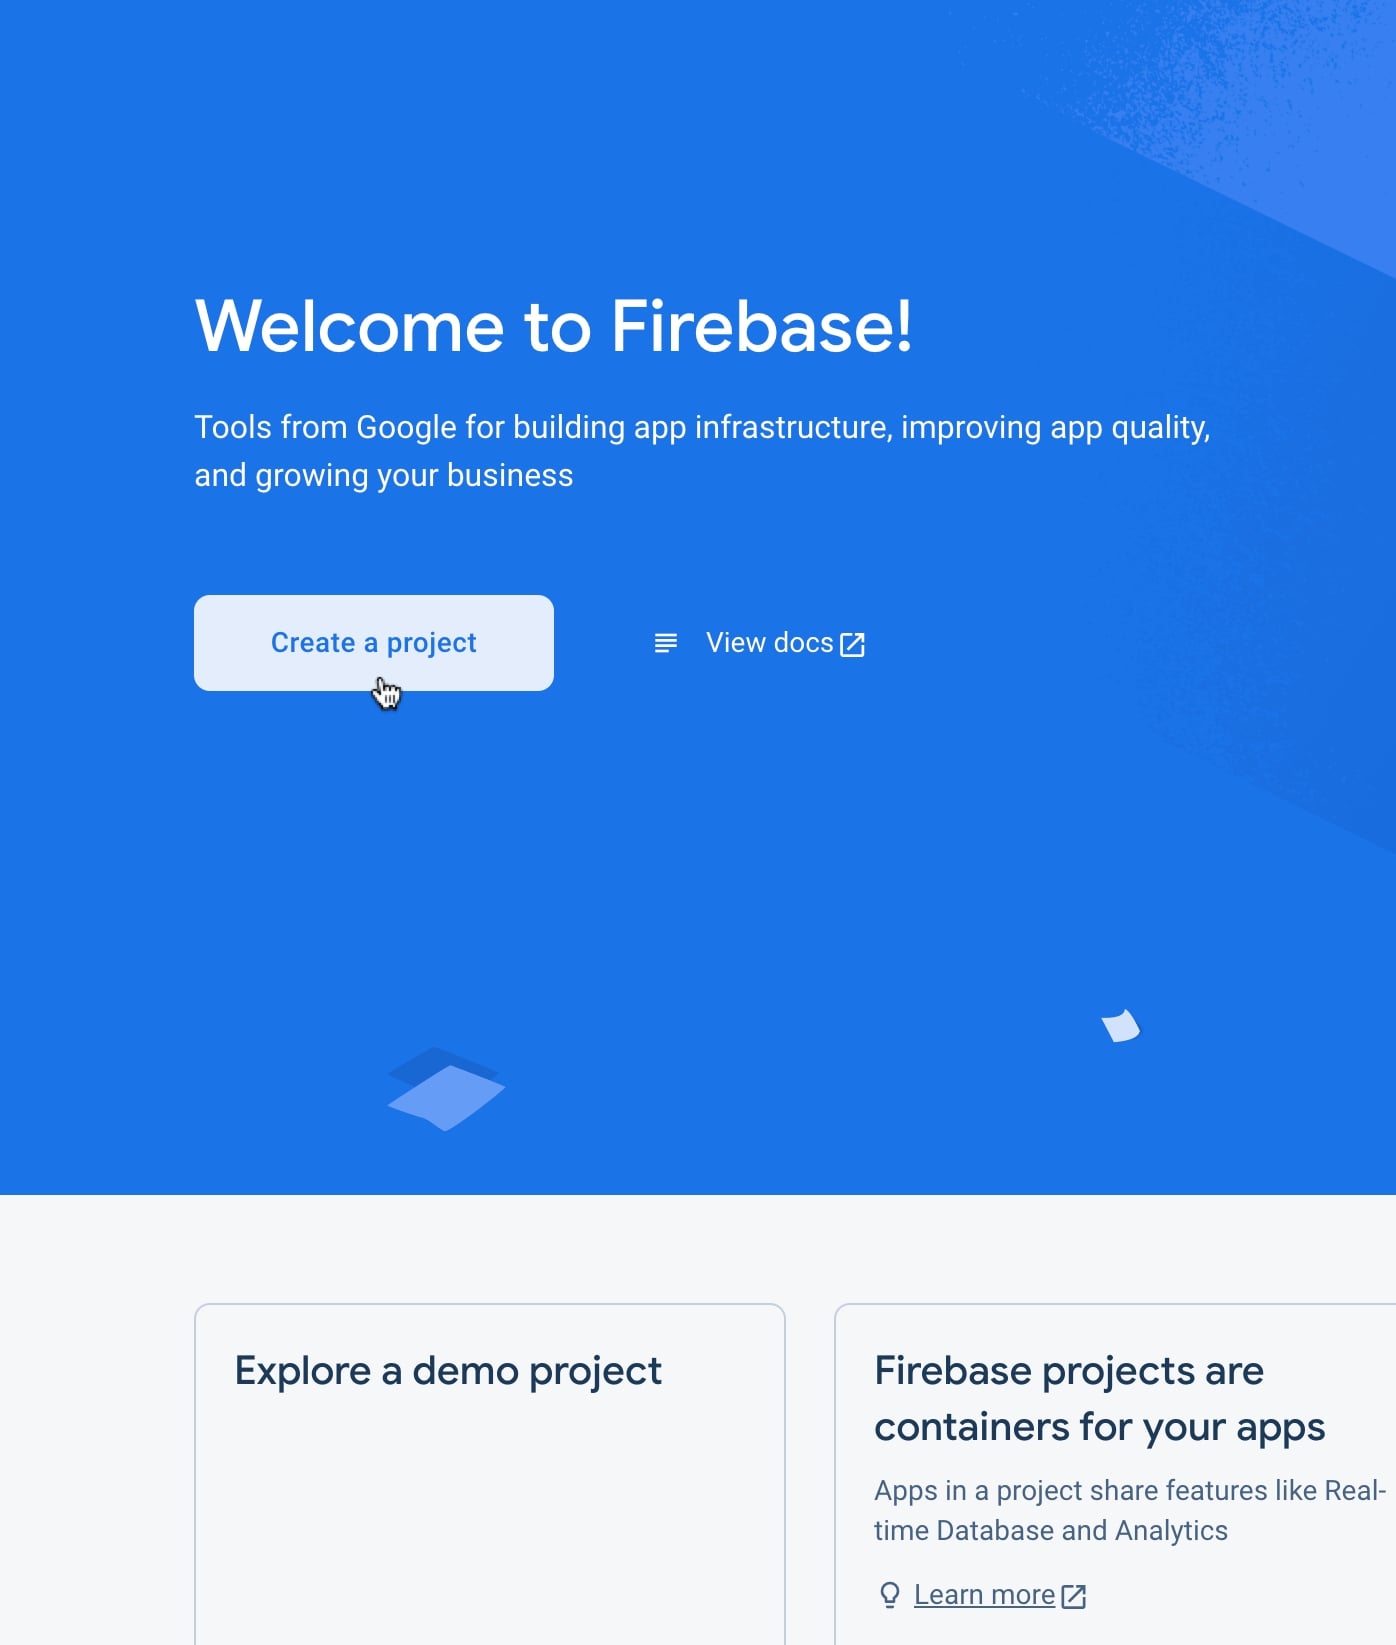 Welcome to Firebase!
Tools from Google for building app infrastructure, improving app quality,
and growing your business
Create a project
View docs
Explore a demo project
Firebase projects are
containers for your apps
Apps in a project share features like Real-
time Database and Analytics
Learn more